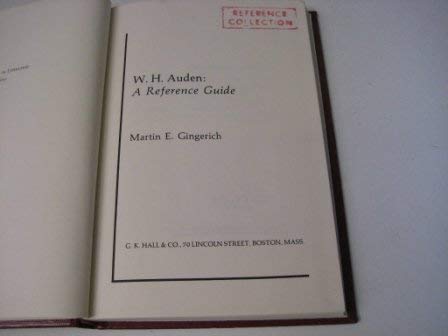 REFERENCE
COLLECTION
W. H. Auden:
A Reference Guide
Martin E. Gingerich
G. K. HALL & CO., 70 LINCOLN STREET, BOSTON, MASS.